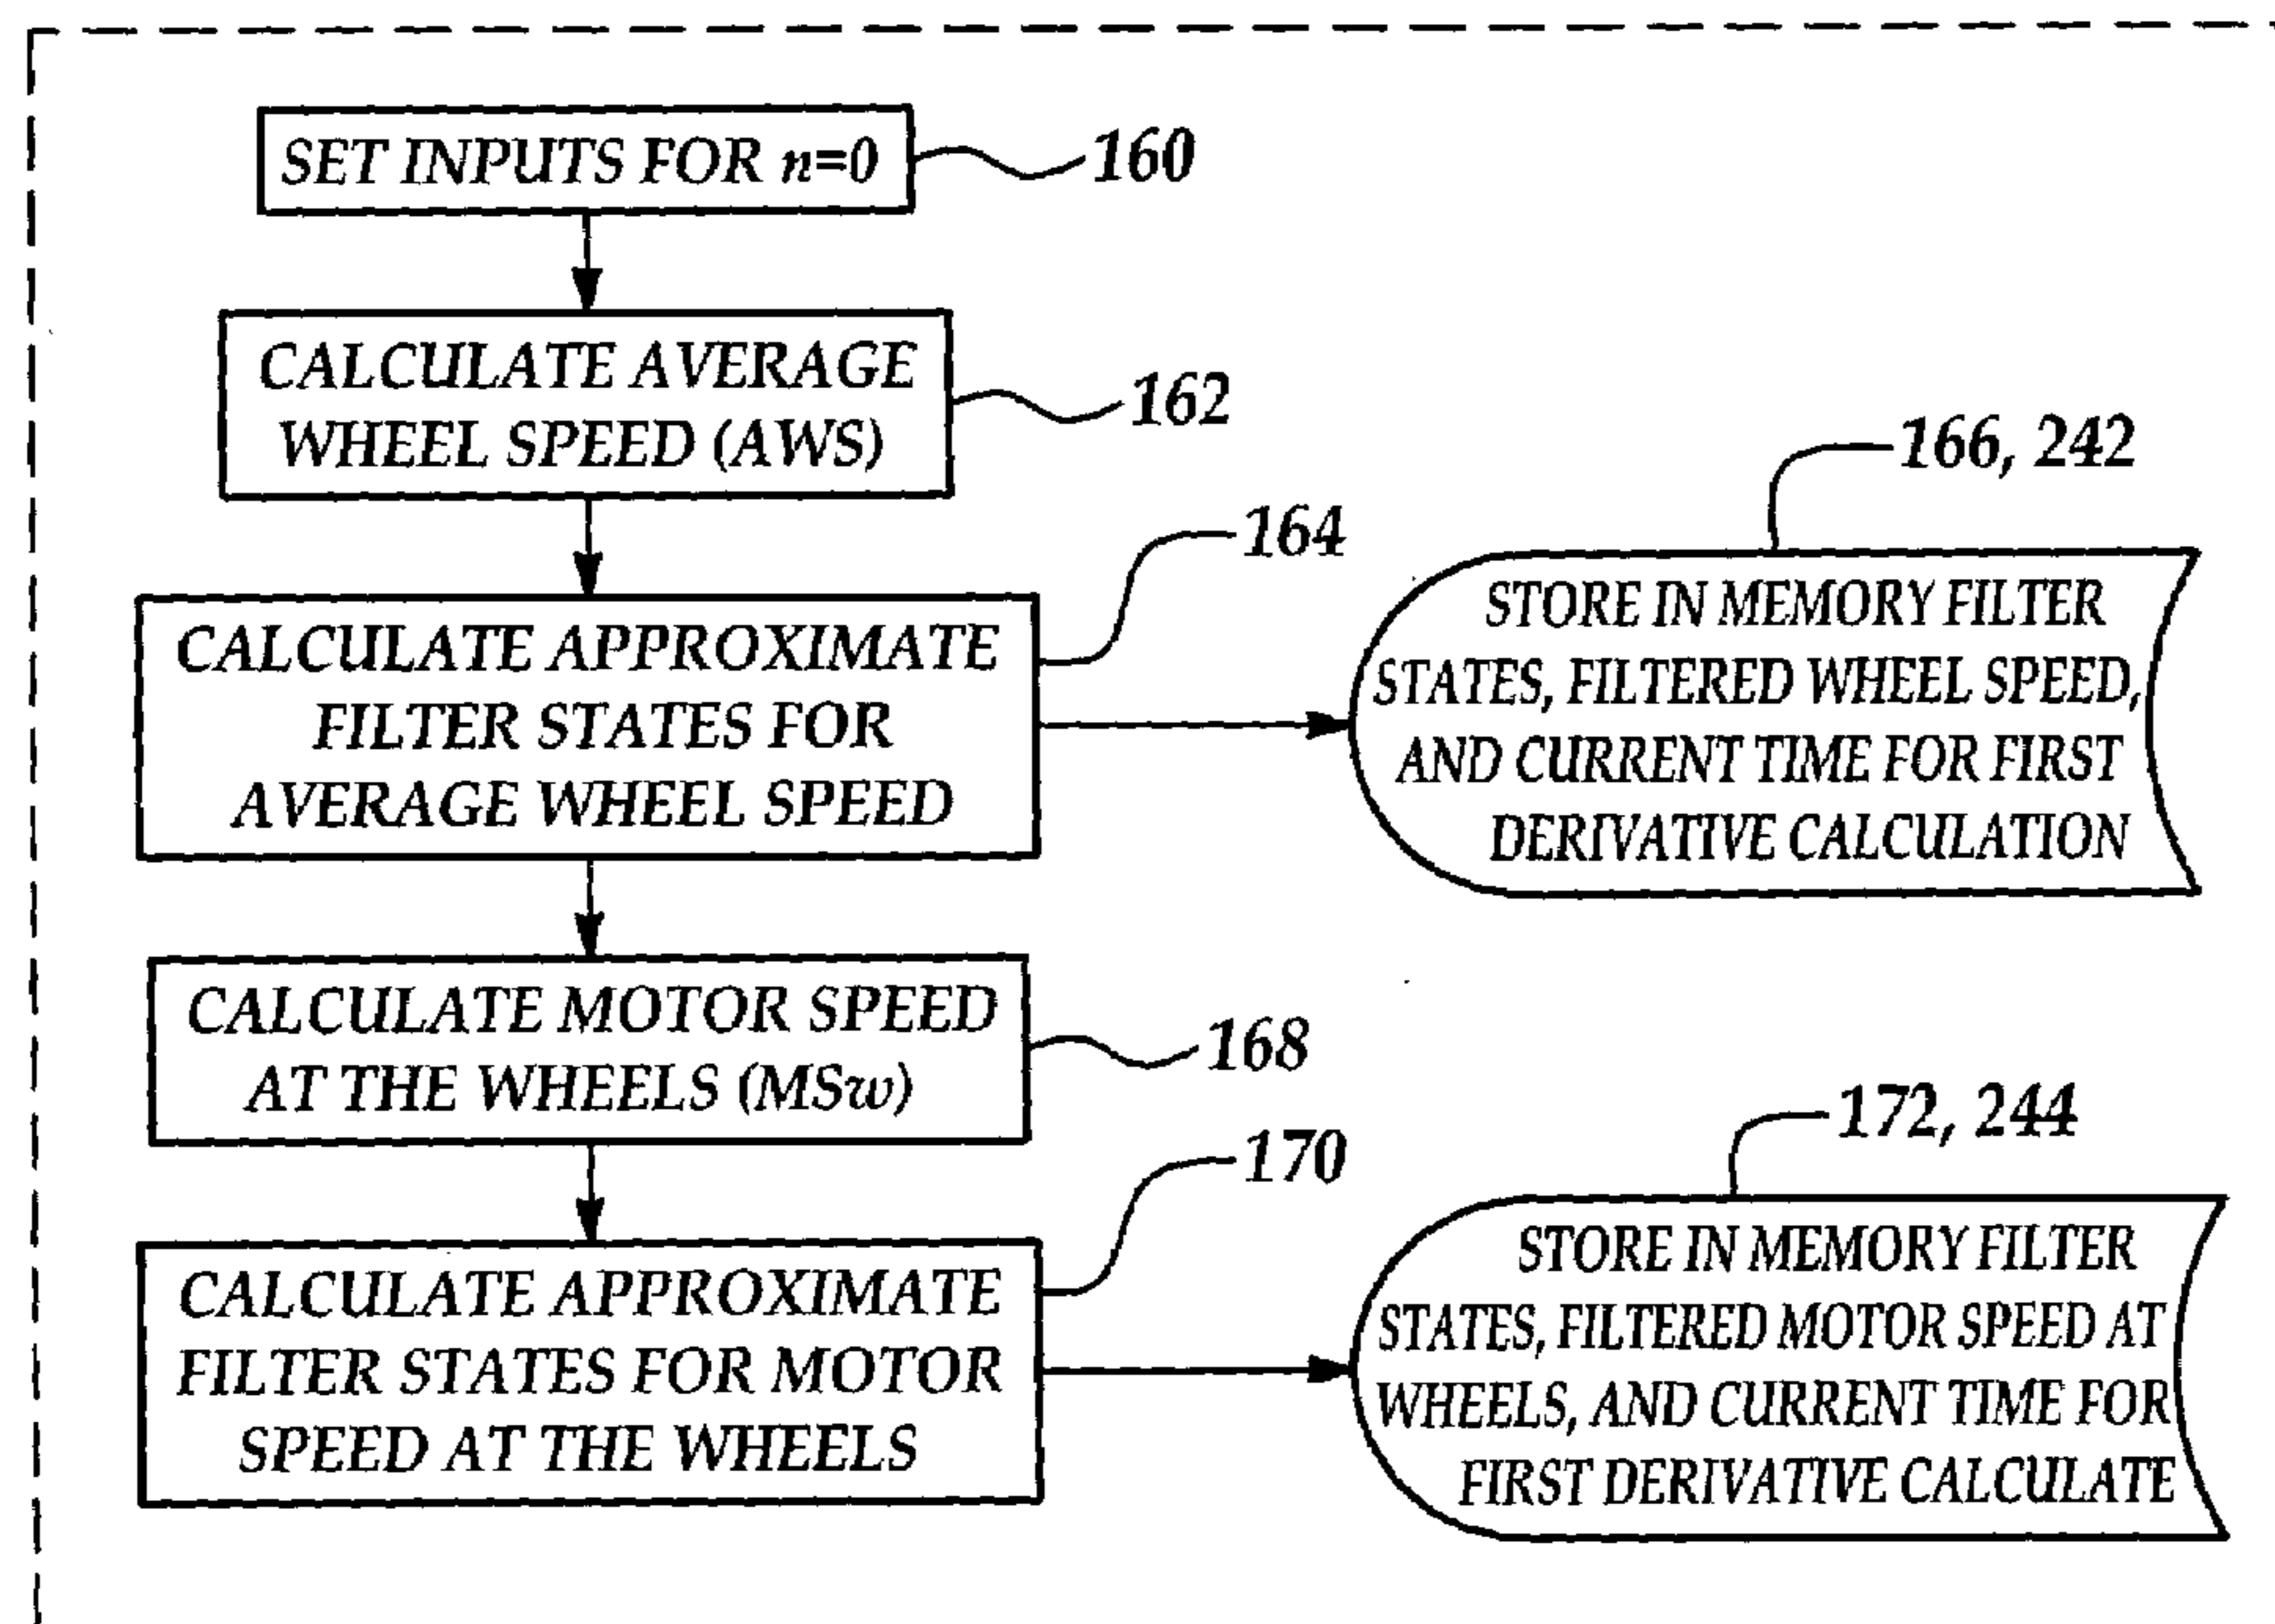 SET INPUTS FOR n=0
160
CALCULATE AVERAGE
WHEEL SPEED (AWS)
162
166, 242
164
CALCULATE APPROXIMATE
FILTER STATES FOR
AVERAGE WHEEL SPEED
STORE IN MEMORY FILTER
STATES, FILTERED WHEEL SPEED,
AND CURRENT TIME FOR FIRST
DERIVATIVE CALCULATION
CALCULATE MOTOR SPEED
AT THE WHEELS (MSw)
168
172, 244
170
CALCULATE APPROXIMATE
FILTER STATES FOR MOTOR
SPEED AT THE WHEELS
STORE IN MEMORY FILTER
STATES, FILTERED MOTOR SPEED AT
WHEELS, AND CURRENT TIME FOR
FIRST DERIVATIVE CALCULATE